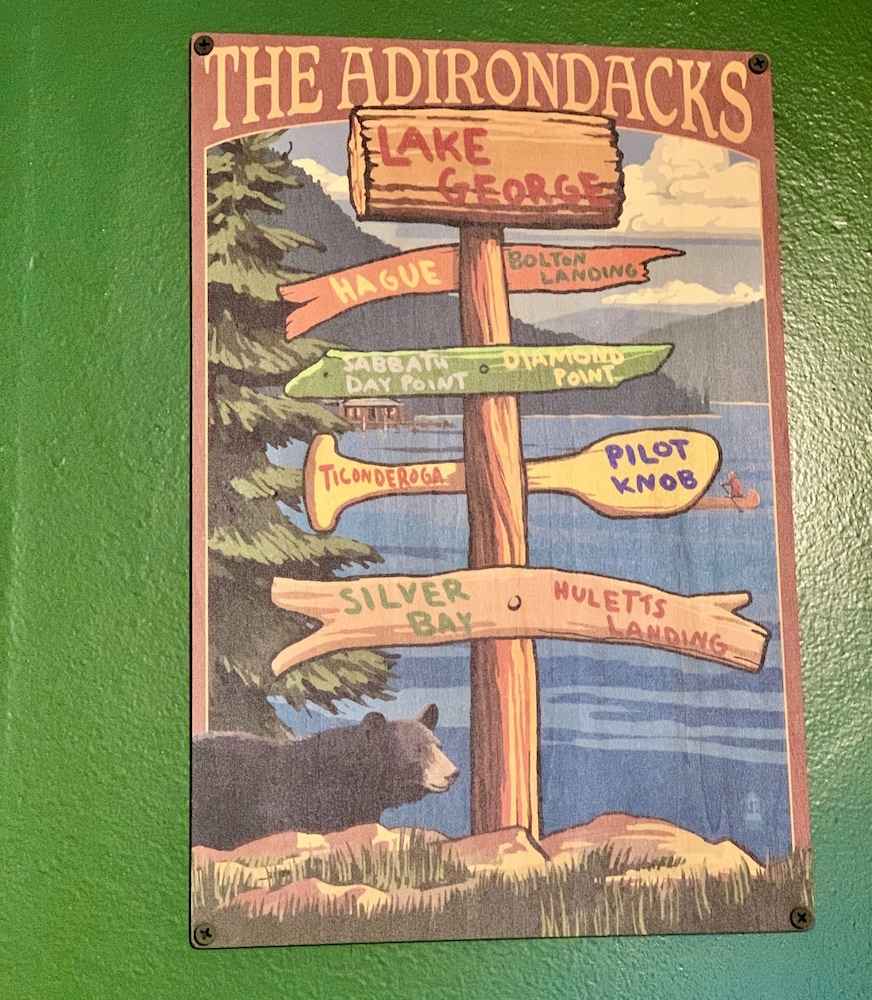 THE ADIRONDACKS
LAKE
GEORGE
HAGUE
BOLTON
LANDING
SABBATH
DAY POINT
DIAMOND
POINT
TICONDEROGA
PILOT
KNOB
SILVER
BAY
HULETTS
LANDING